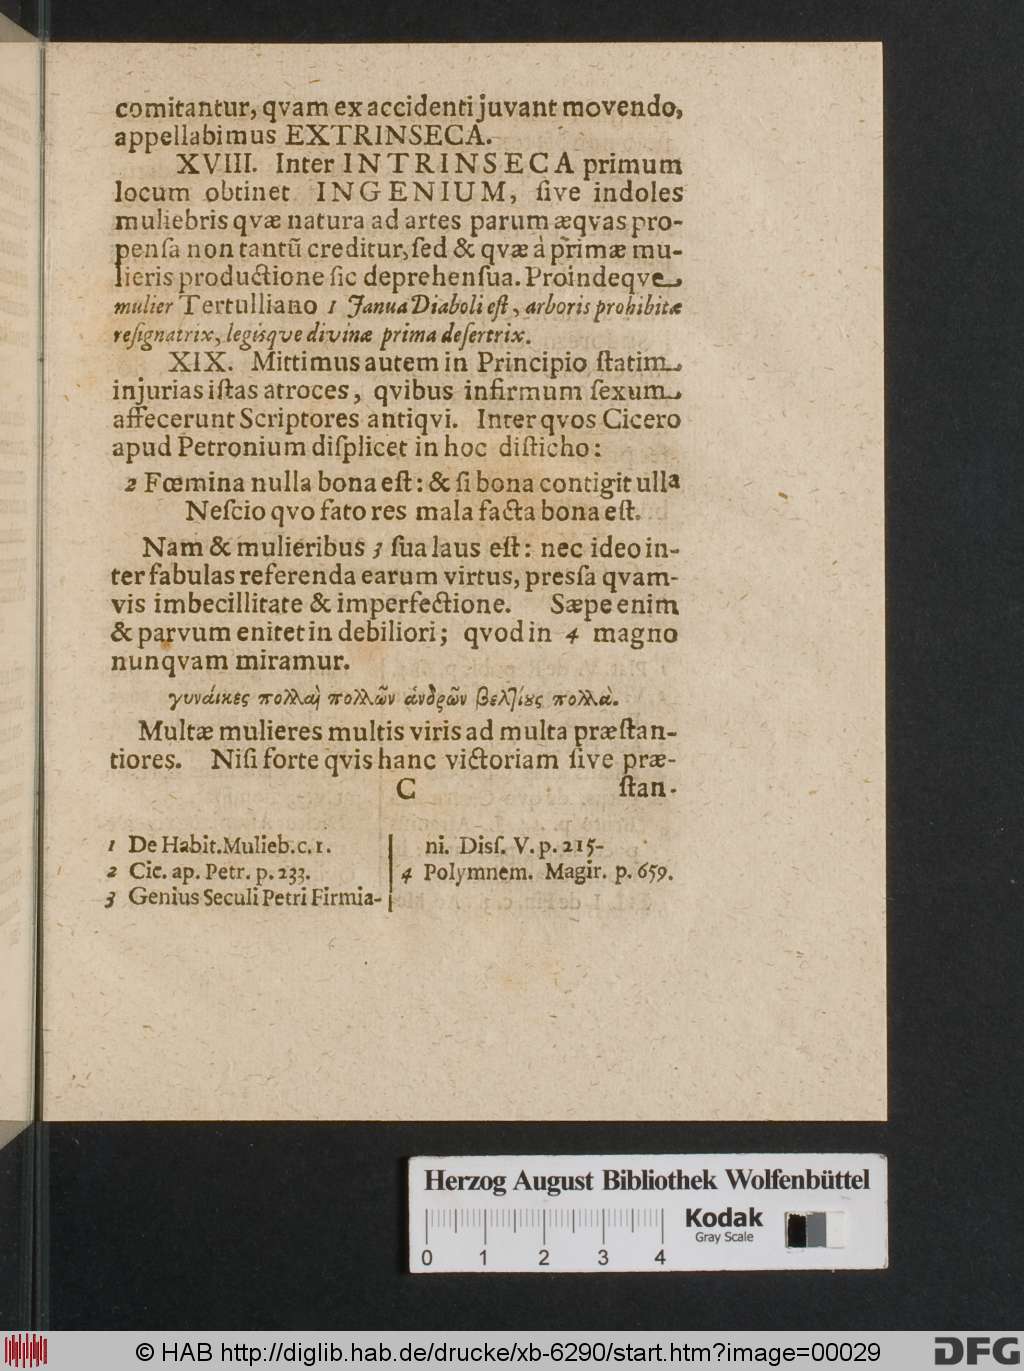 comitantur, qvam ex accidenti juvant movendo,
appellabimus EXTRINSECA.
XVIII. Inter INTRINSECA primum
locum obtinet INGENIUM, ſive indoles
muliebris qvæ natura ad artes parum æqvas pro-
penſa non tantũ creditur, ſed & qvæ à primæ mu-
lieris productione ſic deprehenſua. Proindeqve
mulier Tertulliano 1 Janua Diaboli eſt, arboris prohibitæ
reſignatrix, legisqve divinæ prima deſertrix.
XIX. Mittimus autem in Principio ſtatim
injurias iſtas atroces, qvibus infirmum ſexum
affecerunt Scriptores antiqvi. Inter qvos Cicero
apud Petronium diſplicet in hoc diſticho:
2 Fœmina nulla bona eſt: & ſi bona contigit ulla
Neſcio qvo fato res mala facta bona eſt.
Nam & mulieribus 3 ſua laus eſt: nec ideo in-
ter fabulas referenda earum virtus, preſſa qvam-
vis imbecillitate & imperfectione. Sæpe enim
& parvum enitet in debiliori; qvod in 4 magno
nunqvam miramur.
γυνάικες πολλαὶ πολλῶν ἀνδρῶν βελτίους πολλὰ.
Multæ mulieres multis viris ad multa præſtan-
tiores. Niſi forte qvis hanc victoriam ſive præ-
C ſtan-
1 De Habit. Mulieb. c. 1.
2 Cic. ap. Petr. p. 233.
3 Genius Seculi Petri Firmia-
ni. Diſſ. V. p. 215-
4 Polymnem. Magir. p. 659.
Herzog August Bibliothek Wolfenbüttel
Kodak
Gray Scale
0 1 2 3 4
© HAB http://diglib.hab.de/drucke/xb-6290/start.htm?image=00029
DFG